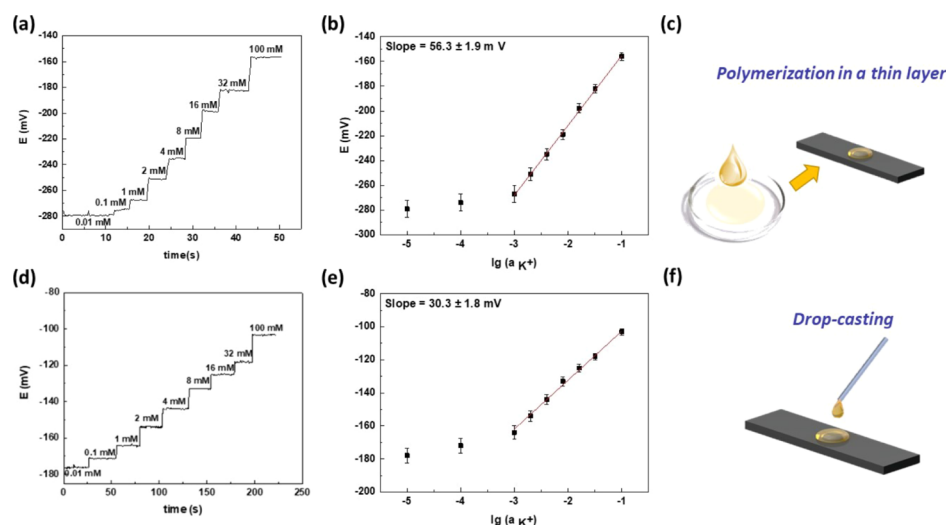 (a)
-140
-160
-180
-200
-220
-240
-260
-280
E (mV)
0.01 mM
0.1 mM
1 mM
2 mM
4 mM
8 mM
16 mM
32 mM
100 mM
0 10 20 30 40 50
time(s)
(b)
Slope = 56.3 ± 1.9 m V
-140
-160
-180
-200
-220
-240
-260
-280
-300
E (mV)
-5 -4 -3 -2 -1
lg (a K+)
(c)
Polymerization in a thin layer
(d)
-80
-100
-120
-140
-160
-180
E (mV)
0.01 mM
0.1 mM
1 mM
2 mM
4 mM
8 mM
16 mM
32 mM
100 mM
0 50 100 150 200 250
time (s)
(e)
Slope = 30.3 ± 1.8 mV
-80
-100
-120
-140
-160
-180
-200
E (mV)
-5 -4 -3 -2 -1
lg (a K+)
(f)
Drop-casting